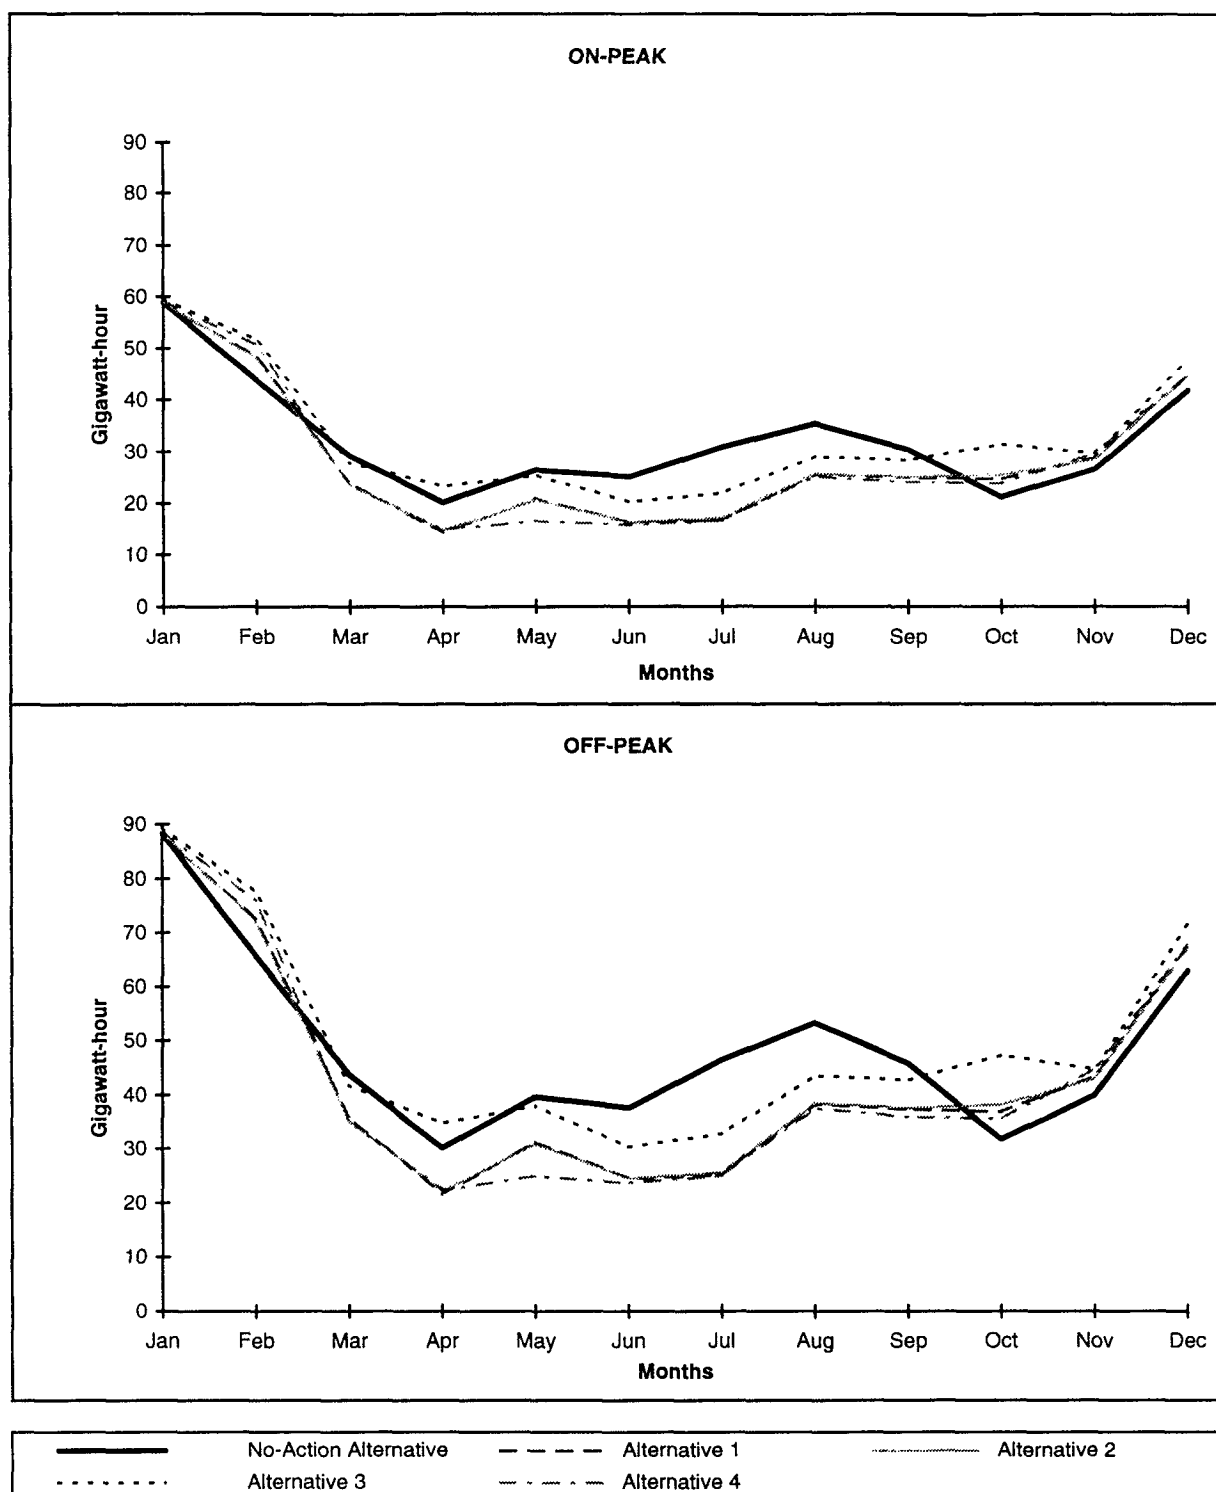 ON-PEAK
90
80
70
60
50
40
30
20
10
0
Gigawatt-hour
Jan Feb Mar Apr May Jun Jul Aug Sep Oct Nov Dec
Months
OFF-PEAK
90
80
70
60
50
40
30
20
10
0
Gigawatt-hour
Jan Feb Mar Apr May Jun Jul Aug Sep Oct Nov Dec
Months
No-Action Alternative Alternative 1 Alternative 2
Alternative 3 Alternative 4